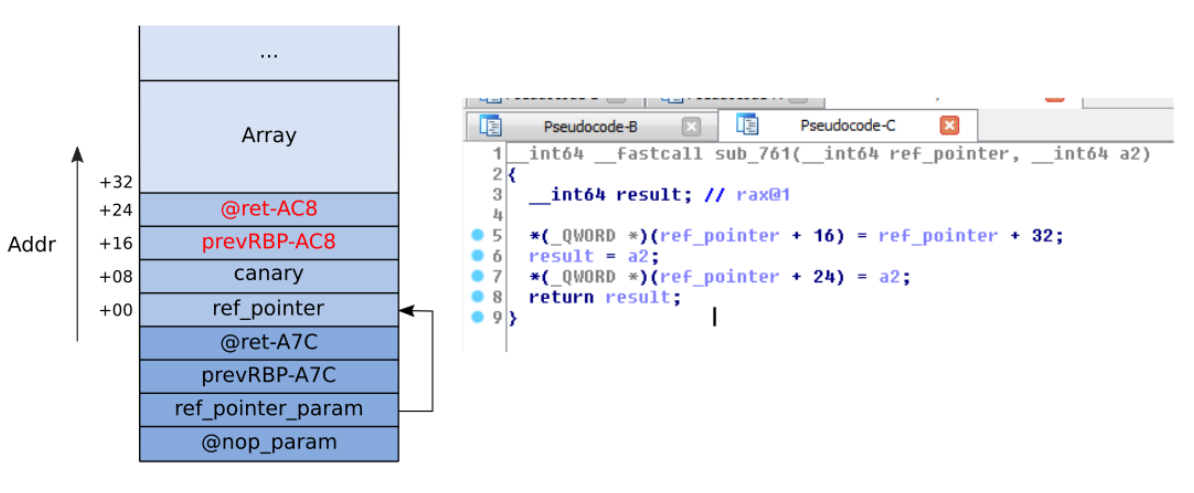 ...
Array
+32
+24 @ret-AC8
+16 prevRBP-AC8
Addr
+08 canary
+00 ref_pointer
@ret-A7C
prevRBP-A7C
ref_pointer_param
@nop_param
Pseudocode-B Pseudocode-C
1 __int64 __fastcall sub_761(__int64 ref_pointer, __int64 a2)
2 {
3 __int64 result; // rax@1
4
5 *(_QWORD *)(ref_pointer + 16) = ref_pointer + 32;
6 result = a2;
7 *(_QWORD *)(ref_pointer + 24) = a2;
8 return result;
9 }